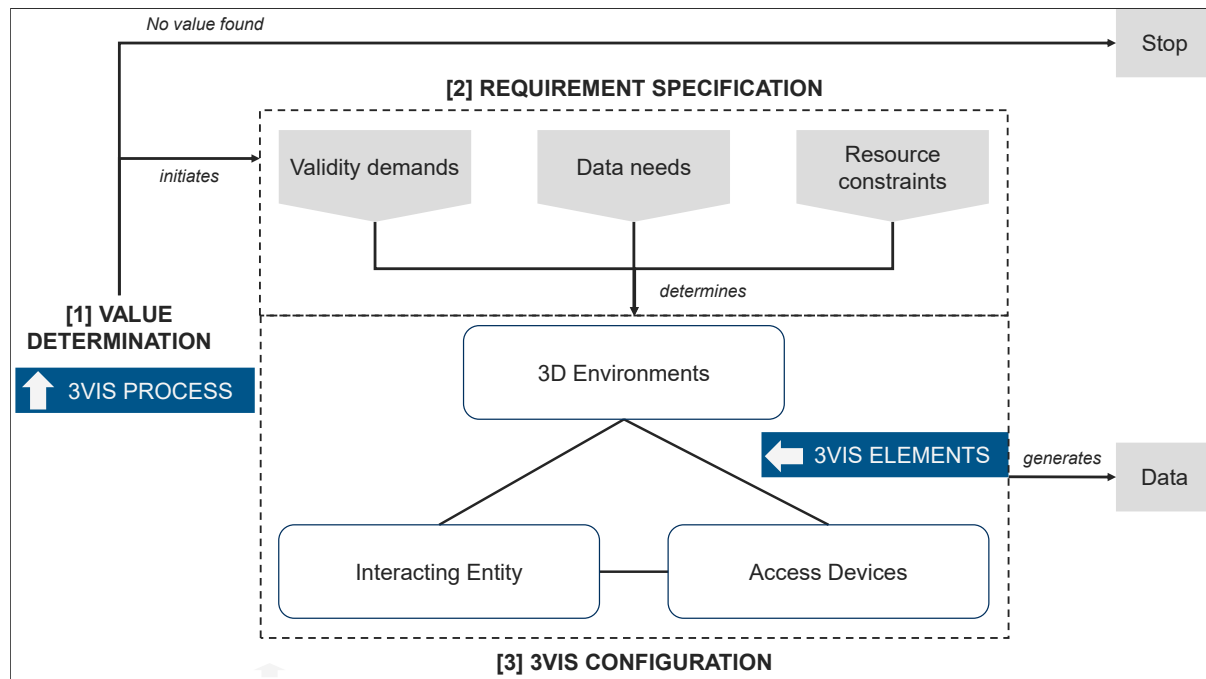 No value found
Stop
[2] REQUIREMENT SPECIFICATION
Validity demands
Data needs
Resource
constraints
initiates
determines
[1] VALUE
DETERMINATION
3VIS PROCESS
3D Environments
3VIS ELEMENTS
generates
Data
Interacting Entity
Access Devices
[3] 3VIS CONFIGURATION